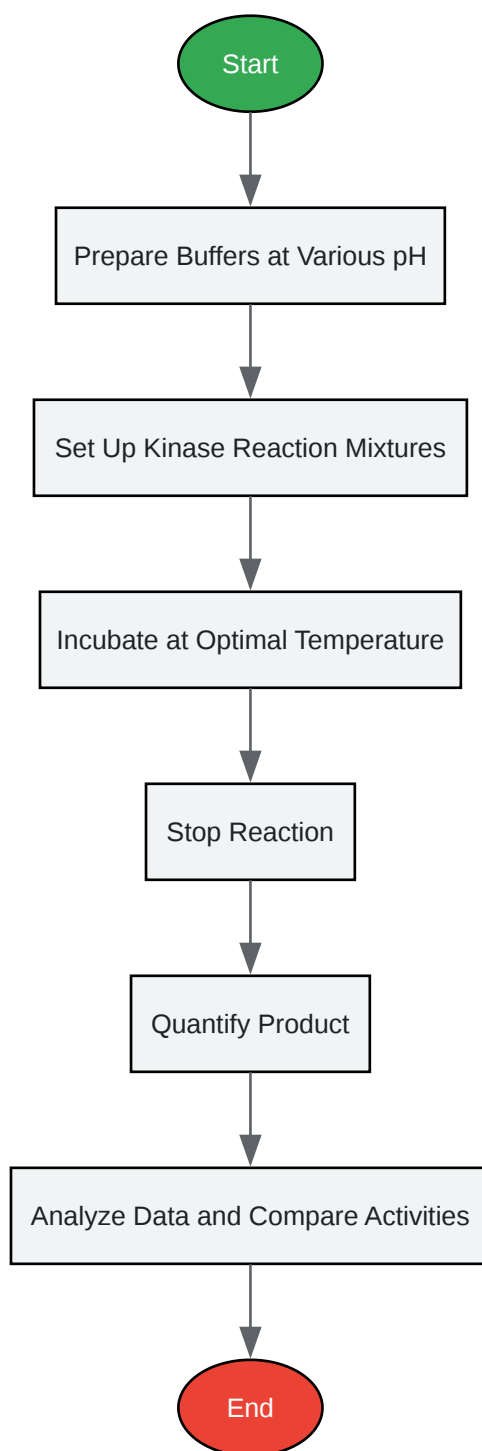 Start
Prepare Buffers at Various pH
Set Up Kinase Reaction Mixtures
Incubate at Optimal Temperature
Stop Reaction
Quantify Product
Analyze Data and Compare Activities
End